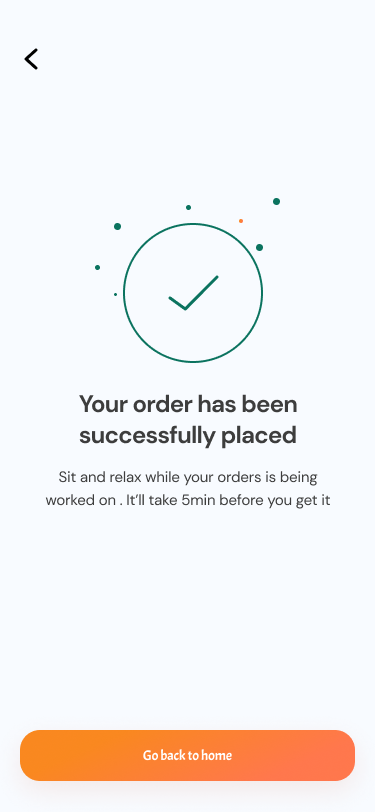 Your order has been
successfully placed
Sit and relax while your orders is being
worked on . It’ll take 5min before you get it
Go back to home